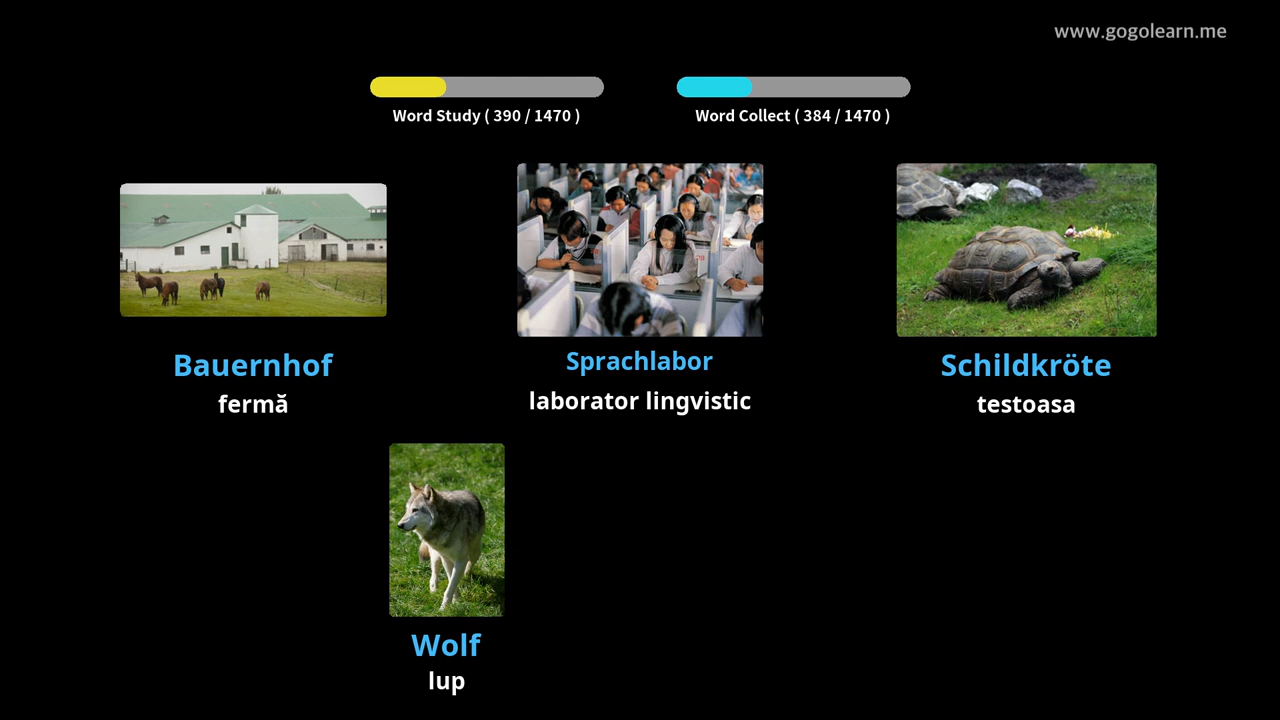 www.gogolearn.me
Word Study ( 390 / 1470 )
Word Collect ( 384 / 1470 )
Bauernhof
fermă
Sprachlabor
laborator lingvistic
Schildkröte
testoasa
Wolf
lup